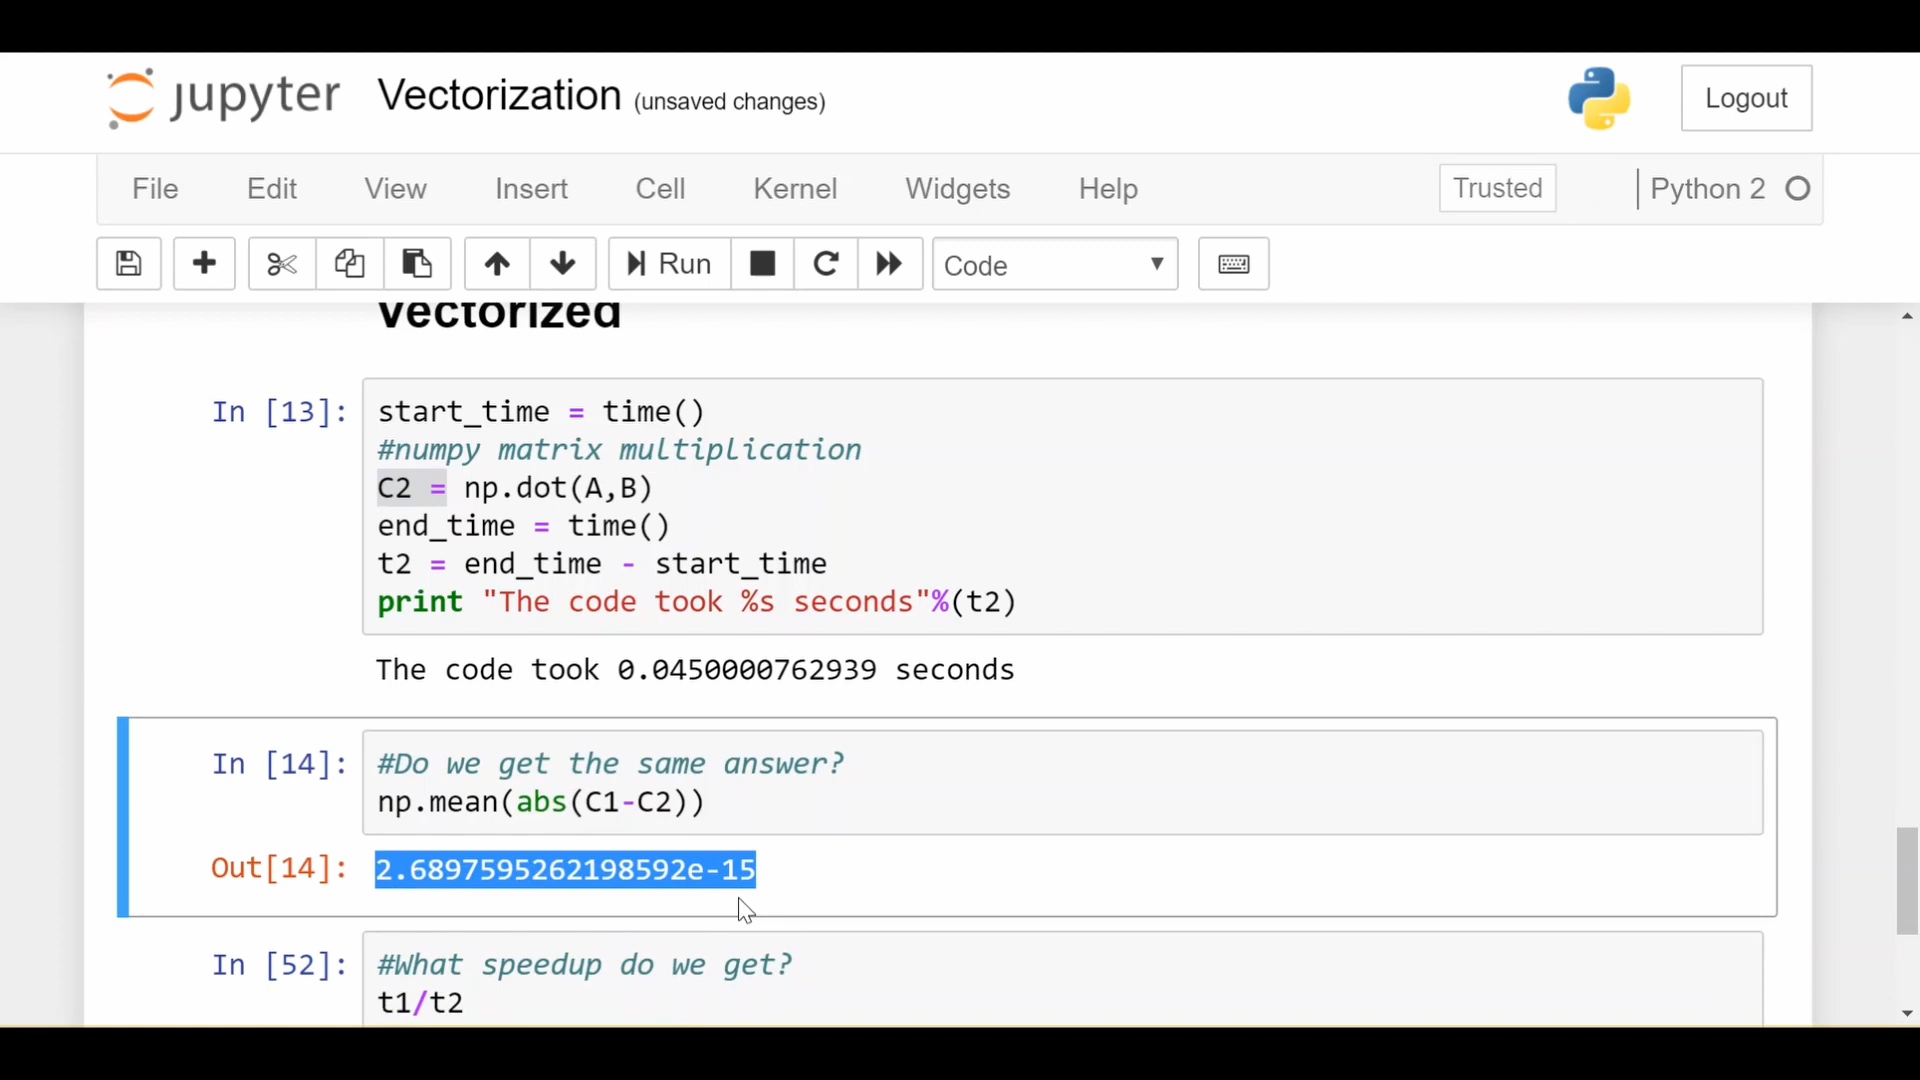 jupyter Vectorization (unsaved changes) Logout
File Edit View Insert Cell Kernel Widgets Help Trusted Python 2
Run Code
Vectorized
In [13]: start_time = time()
#numpy matrix multiplication
C2 = np.dot(A,B)
end_time = time()
t2 = end_time - start_time
print "The code took %s seconds"%(t2)
The code took 0.0450000762939 seconds
In [14]: #Do we get the same answer?
np.mean(abs(C1-C2))
Out[14]: 2.6897595262198592e-15
In [52]: #What speedup do we get?
t1/t2